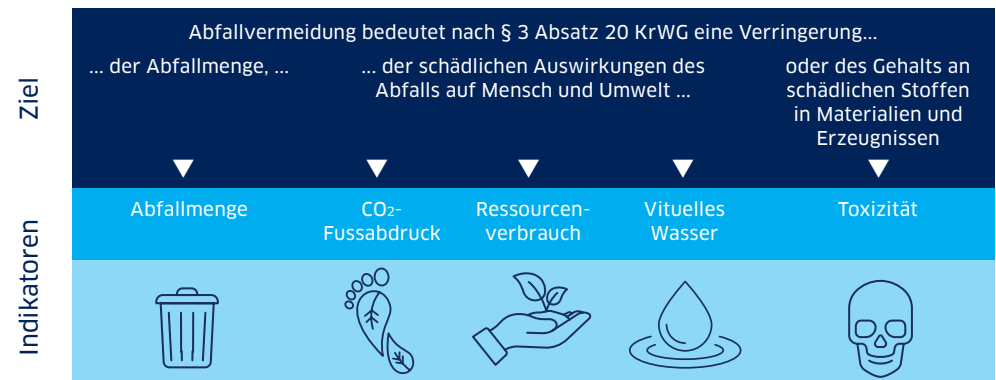 Abfallvermeidung bedeutet nach § 3 Absatz 20 KrWG eine Verringerung...
Ziel
... der Abfallmenge, ...
... der schädlichen Auswirkungen des
Abfalls auf Mensch und Umwelt ...
oder des Gehalts an
schädlichen Stoffen
in Materialien und
Erzeugnissen
Indikatoren
Abfallmenge
CO₂-
Fussabdruck
Ressourcen-
verbrauch
Vituelles
Wasser
Toxizität